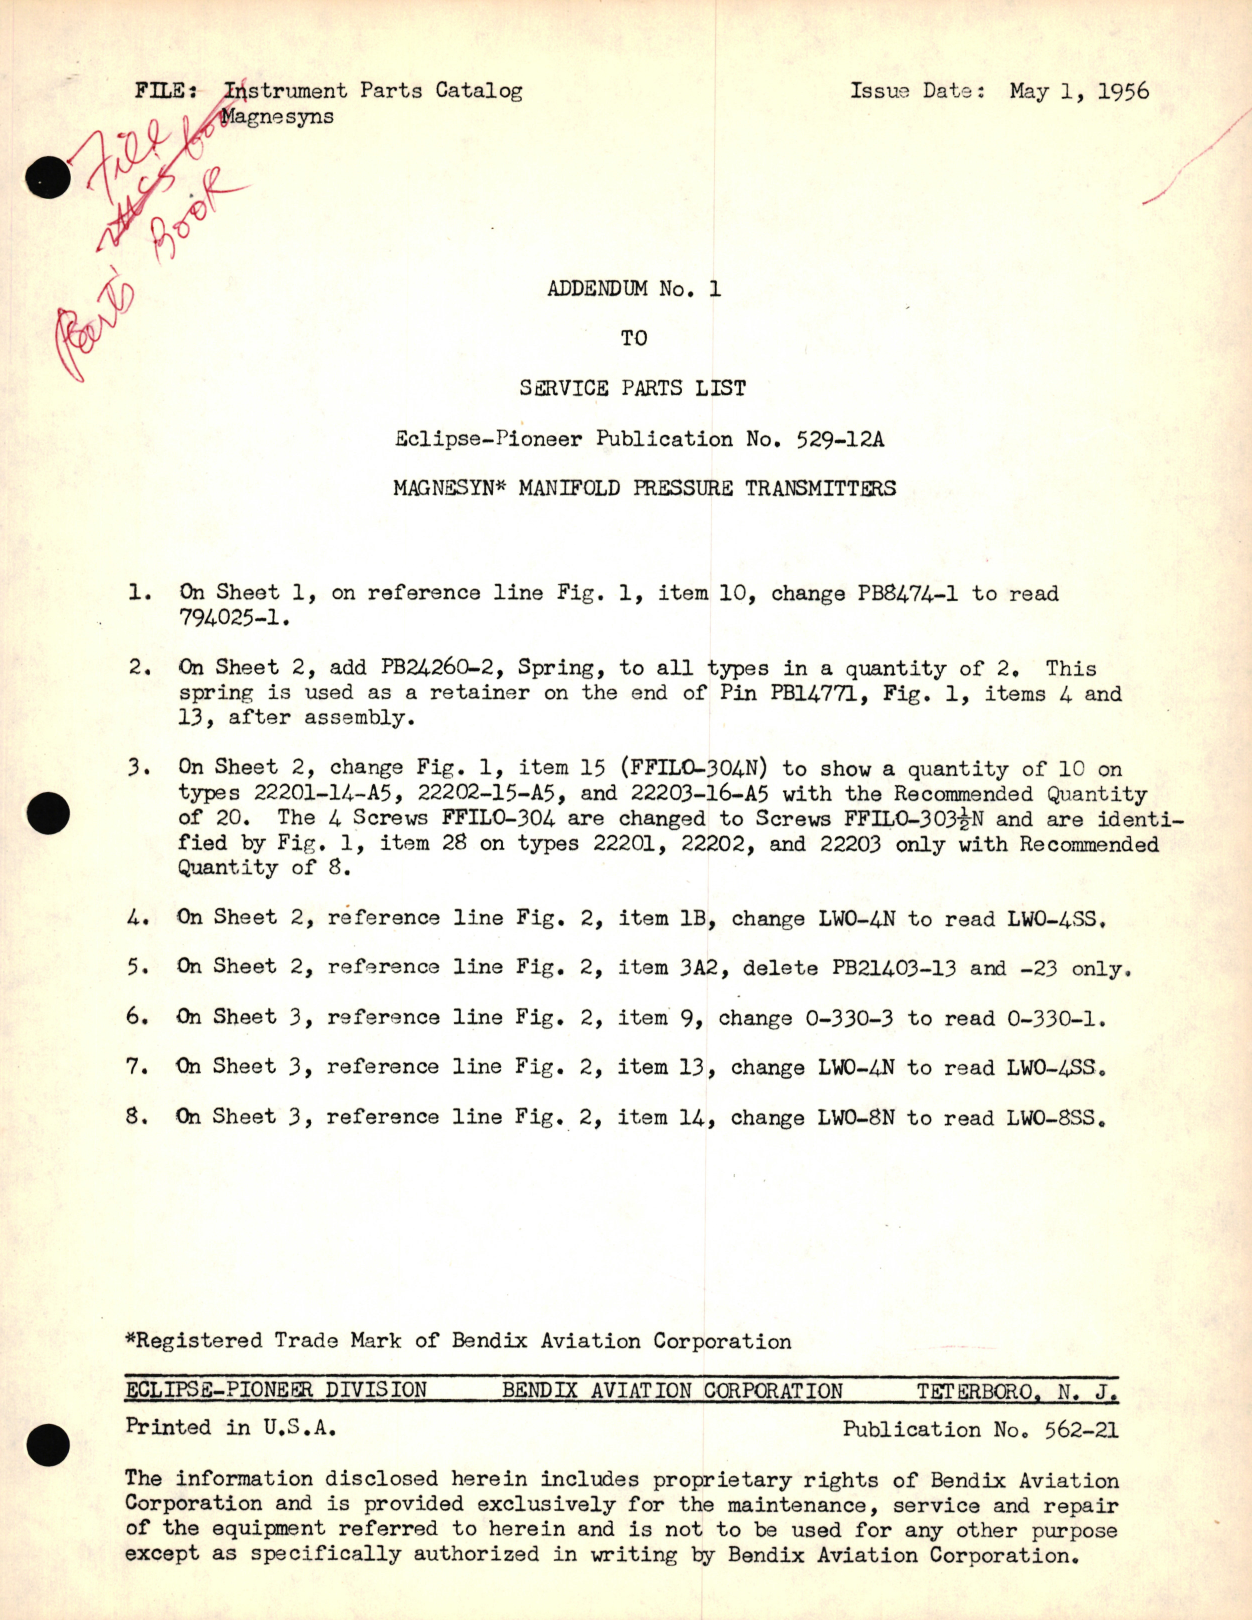 FILE: Instrument Parts Catalog
Magnesyns
Issue Date: May 1, 1956
File
Bert's Book
ADDENDUM No. 1
TO
SERVICE PARTS LIST
Eclipse-Pioneer Publication No. 529-12A
MAGNESYN* MANIFOLD PRESSURE TRANSMITTERS
1. On Sheet 1, on reference line Fig. 1, item 10, change PB8474-1 to read
794025-1.
2. On Sheet 2, add PB24260-2, Spring, to all types in a quantity of 2. This
spring is used as a retainer on the end of Pin PB14771, Fig. 1, items 4 and
13, after assembly.
3. On Sheet 2, change Fig. 1, item 15 (FFILO-304N) to show a quantity of 10 on
types 22201-14-A5, 22202-15-A5, and 22203-16-A5 with the Recommended Quantity
of 20. The 4 Screws FFILO-304 are changed to Screws FFILO-303½N and are identi-
fied by Fig. 1, item 28 on types 22201, 22202, and 22203 only with Recommended
Quantity of 8.
4. On Sheet 2, reference line Fig. 2, item 1B, change LWO-4N to read LWO-4SS.
5. On Sheet 2, reference line Fig. 2, item 3A2, delete PB21403-13 and -23 only.
6. On Sheet 3, reference line Fig. 2, item 9, change 0-330-3 to read 0-330-1.
7. On Sheet 3, reference line Fig. 2, item 13, change LWO-4N to read LWO-4SS.
8. On Sheet 3, reference line Fig. 2, item 14, change LWO-8N to read LWO-8SS.
*Registered Trade Mark of Bendix Aviation Corporation
ECLIPSE-PIONEER DIVISION BENDIX AVIATION CORPORATION TETERBORO, N. J.
Printed in U.S.A. Publication No. 562-21
The information disclosed herein includes proprietary rights of Bendix Aviation
Corporation and is provided exclusively for the maintenance, service and repair
of the equipment referred to herein and is not to be used for any other purpose
except as specifically authorized in writing by Bendix Aviation Corporation.